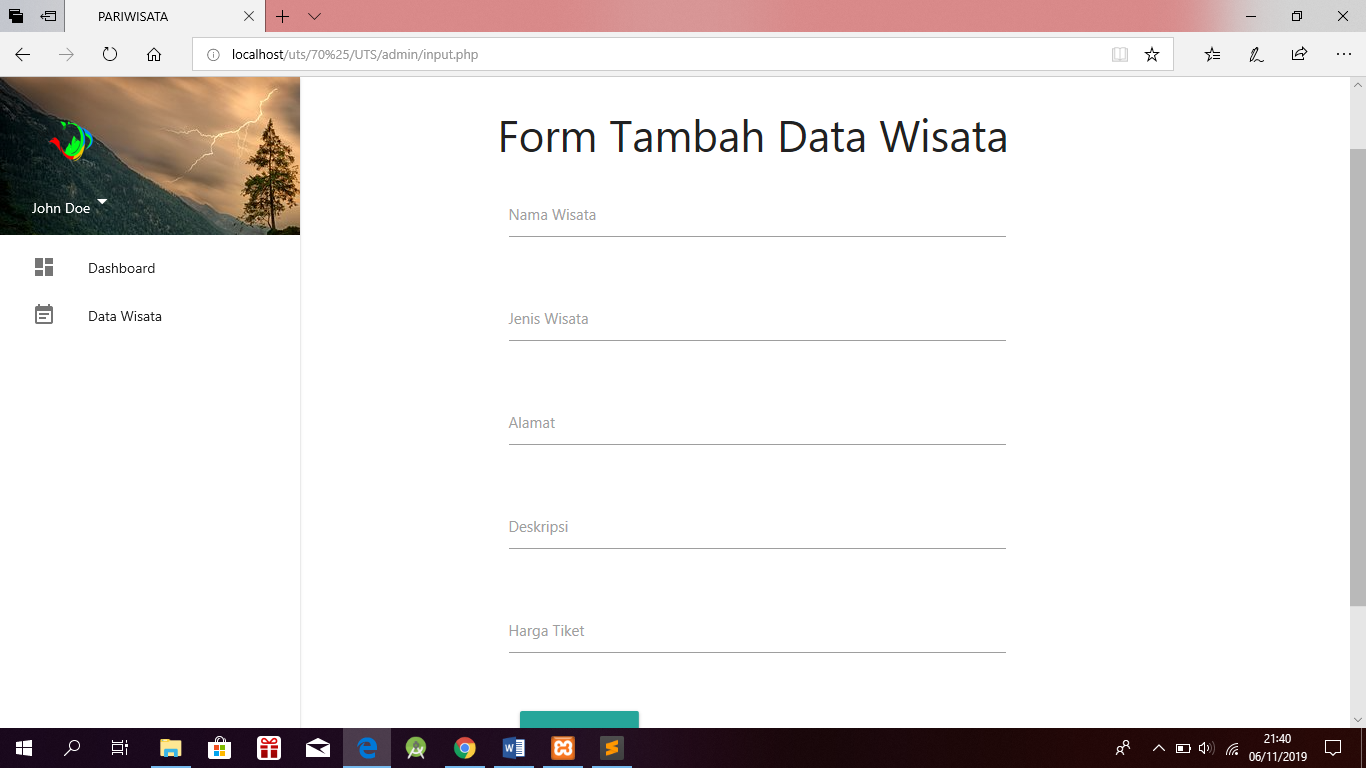 PARIWISATA
localhost/uts/70%25/UTS/admin/input.php
John Doe
Dashboard
Data Wisata
Form Tambah Data Wisata
Nama Wisata
Jenis Wisata
Alamat
Deskripsi
Harga Tiket
21:40
06/11/2019